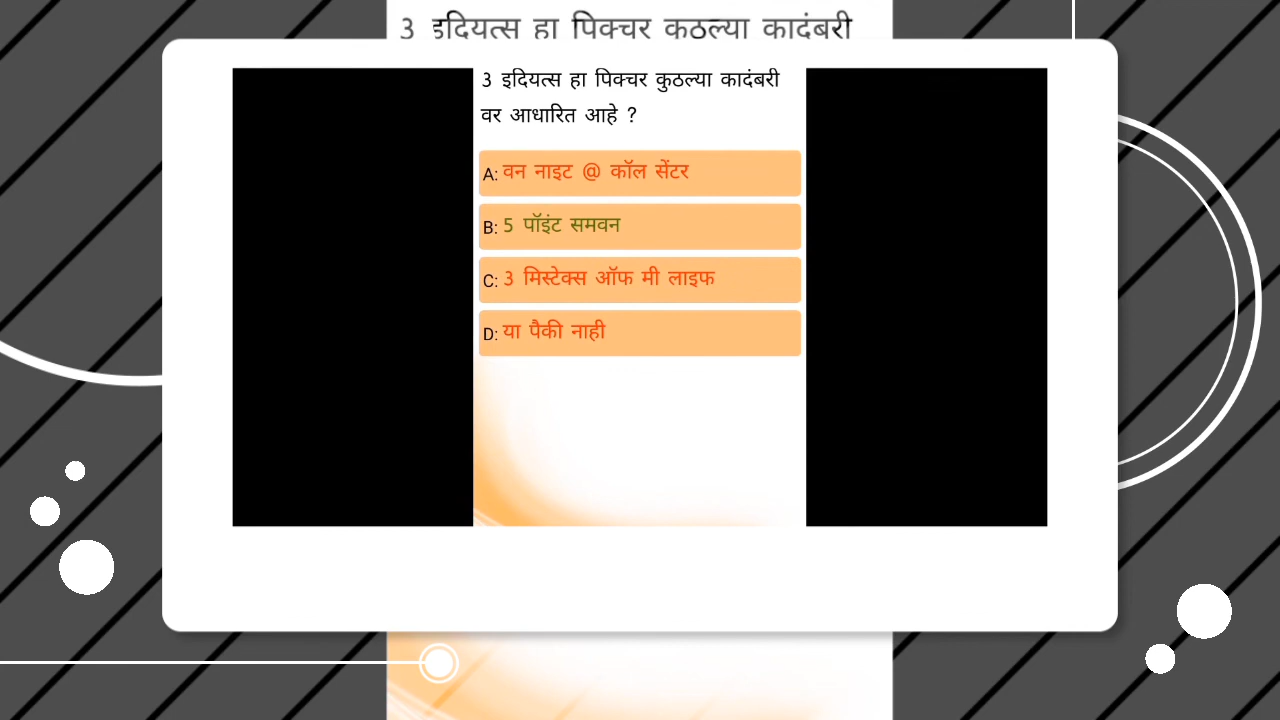 3 इदियत्स हा पिक्चर कठल्या कादंबरी
3 इदियत्स हा पिक्चर कुठल्या कादंबरी
वर आधारित आहे ?
A: वन नाइट @ कॉल सेंटर
B: 5 पॉइंट समवन
C: 3 मिस्टेक्स ऑफ मी लाइफ
D: या पैकी नाही